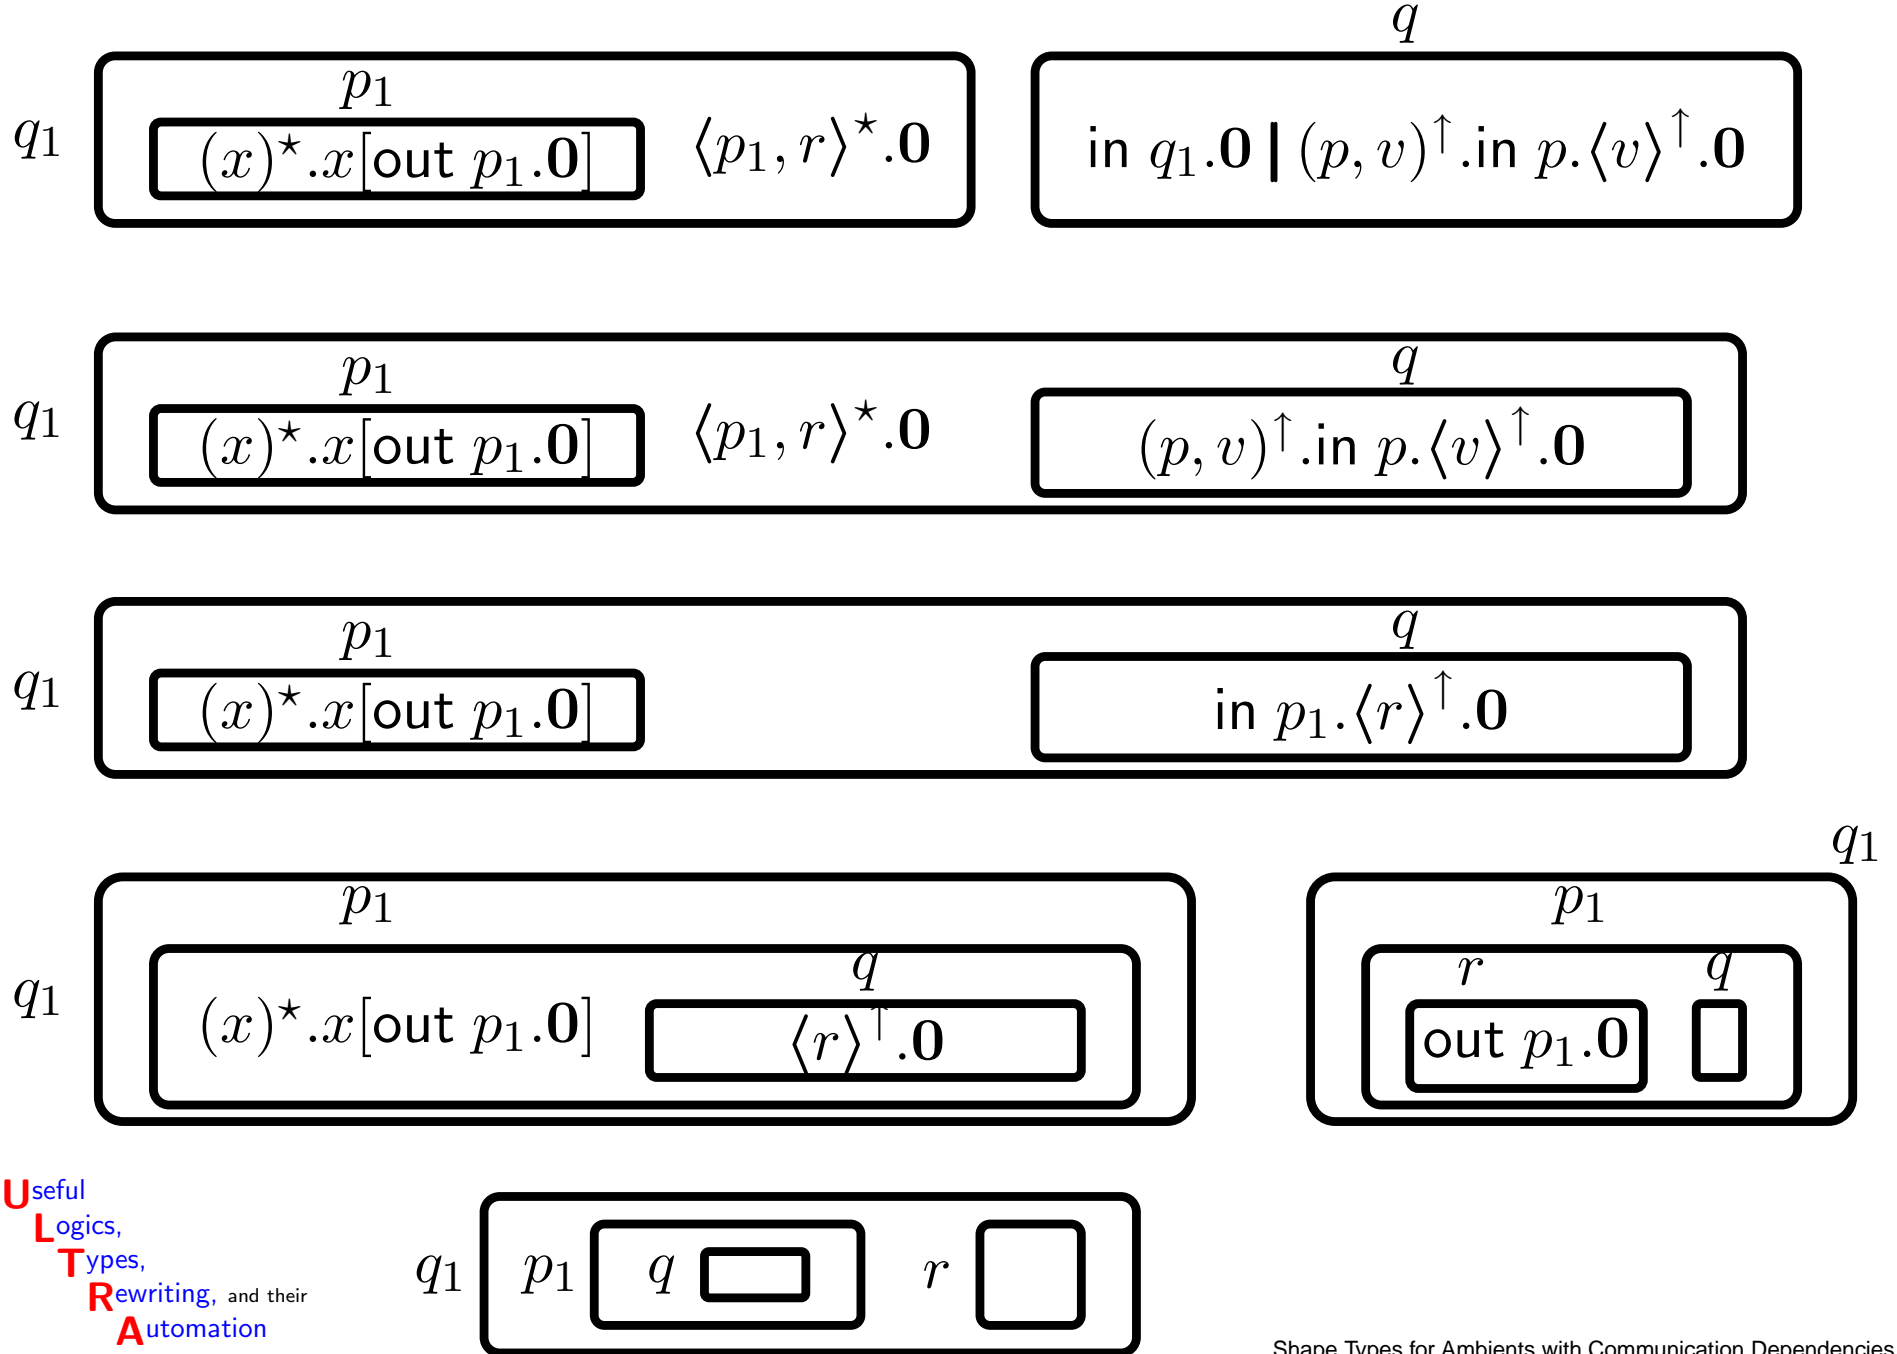 q
p₁
q₁ (x)⋆.x[out p₁.0] ⟨p₁, r⟩⋆.0 in q₁.0 | (p, v)↑.in p.⟨v⟩↑.0
p₁ q
q₁ (x)⋆.x[out p₁.0] ⟨p₁, r⟩⋆.0 (p, v)↑.in p.⟨v⟩↑.0
p₁ q
q₁ (x)⋆.x[out p₁.0] in p₁.⟨r⟩↑.0
q₁
p₁ p₁
q r q
q₁ (x)⋆.x[out p₁.0] ⟨r⟩↑.0 out p₁.0
Useful
Logics,
Types,
q₁ p₁ q r
Rewriting, and their
Automation
Shape Types for Ambients with Communication Dependencies